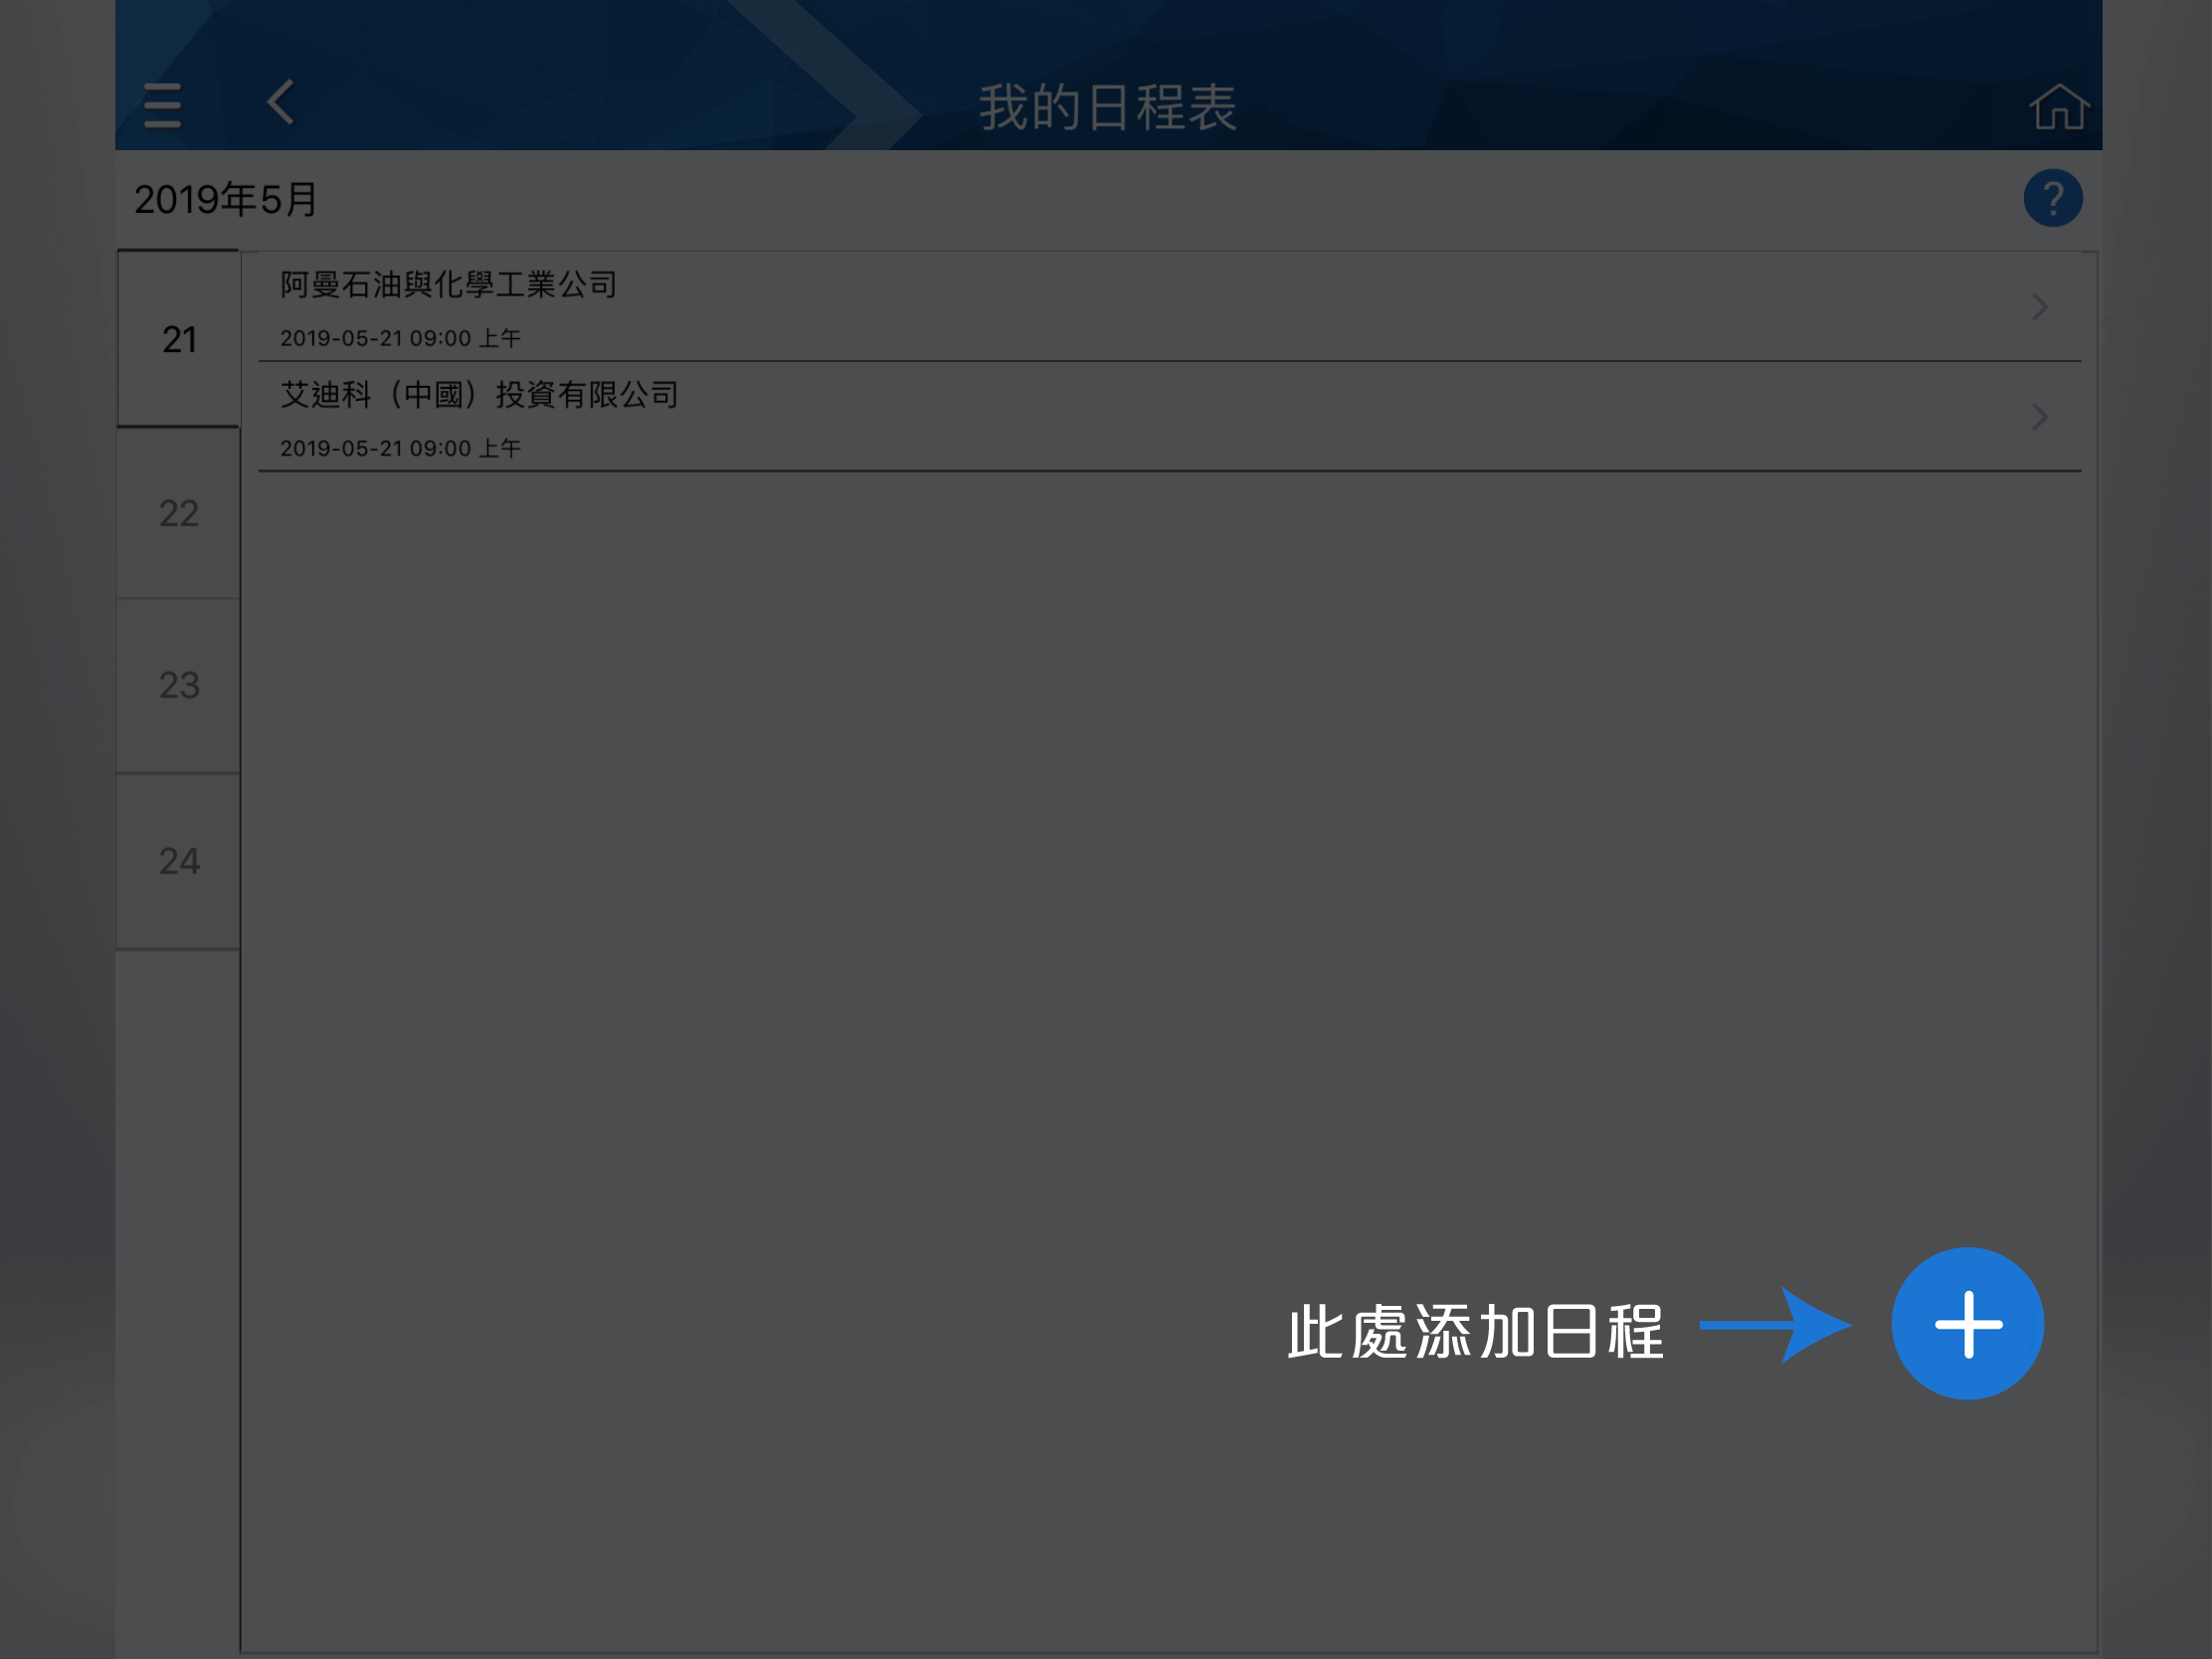 我的日程表
2019年5月
?
21
阿曼石油與化學工業公司
2019-05-21 09:00 上午
艾迪科（中國）投資有限公司
2019-05-21 09:00 上午
22
23
24
此處添加日程